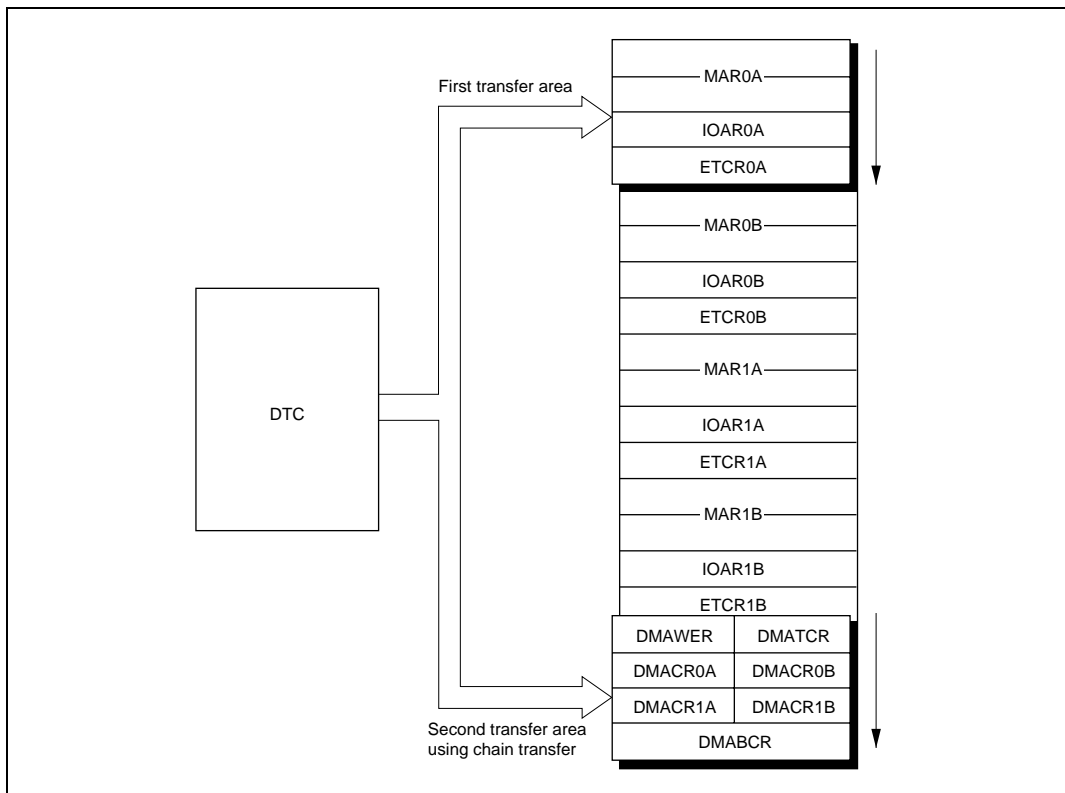 First transfer area
MAR0A
IOAR0A
ETCR0A
MAR0B
IOAR0B
ETCR0B
MAR1A
DTC
IOAR1A
ETCR1A
MAR1B
IOAR1B
ETCR1B
DMAWER DMATCR
DMACR0A DMACR0B
DMACR1A DMACR1B
Second transfer area
using chain transfer
DMABCR